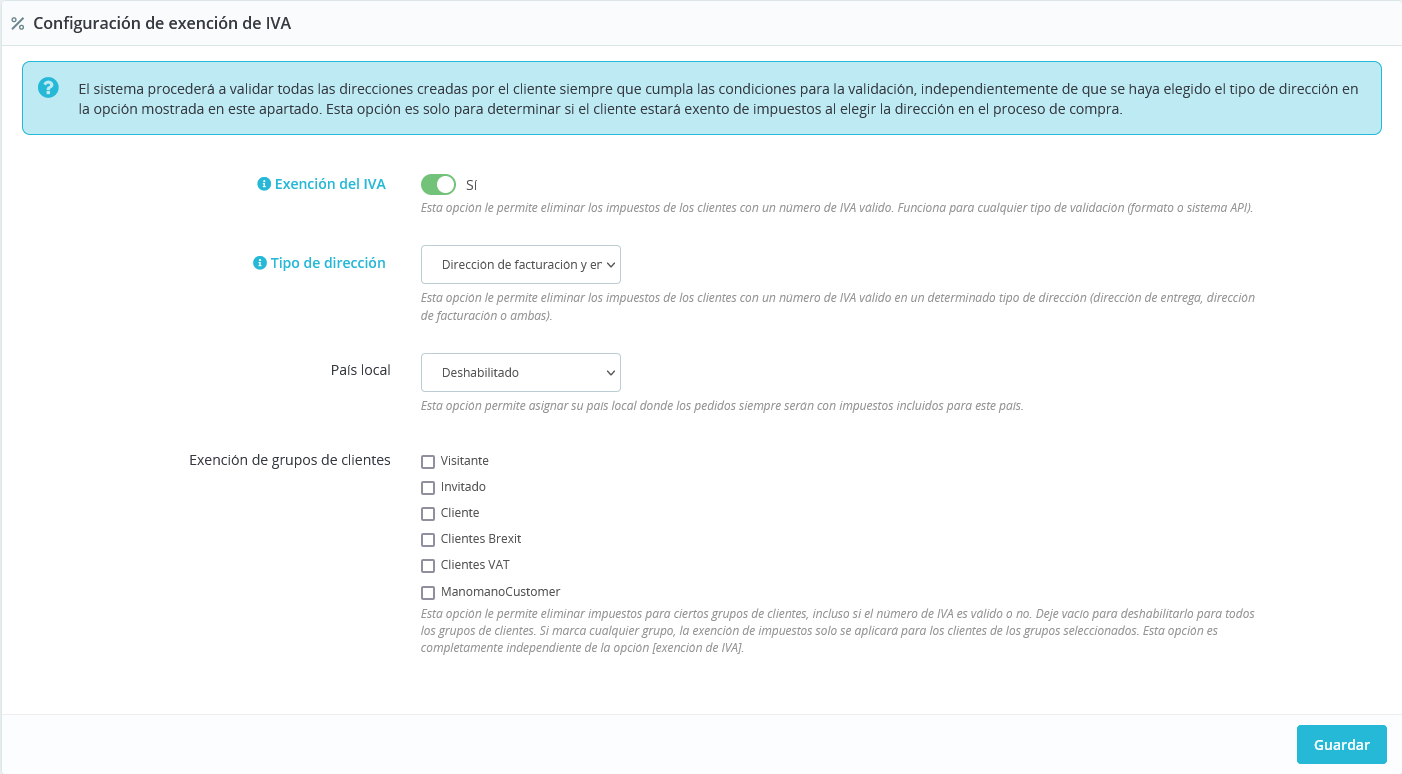 Configuración de exención de IVA
El sistema procederá a validar todas las direcciones creadas por el cliente siempre que cumpla las condiciones para la validación, independientemente de que se haya elegido el tipo de dirección en
la opción mostrada en este apartado. Esta opción es solo para determinar si el cliente estará exento de impuestos al elegir la dirección en el proceso de compra.
Exención del IVA
Sí
Esta opción le permite eliminar los impuestos de los clientes con un número de IVA válido. Funciona para cualquier tipo de validación (formato o sistema API).
Tipo de dirección
Dirección de facturación y er
Esta opción le permite eliminar los impuestos de los clientes con un número de IVA válido en un determinado tipo de dirección (dirección de entrega, dirección
de facturación o ambas).
País local
Deshabilitado
Esta opción permite asignar su país local donde los pedidos siempre serán con impuestos incluidos para este país.
Exención de grupos de clientes
Visitante
Invitado
Cliente
Clientes Brexit
Clientes VAT
ManomanoCustomer
Esta opción le permite eliminar impuestos para ciertos grupos de clientes, incluso si el número de IVA es válido o no. Deje vacío para deshabilitarlo para todos
los grupos de clientes. Si marca cualquier grupo, la exención de impuestos solo se aplicará para los clientes de los grupos seleccionados. Esta opción es
completamente independiente de la opción [exención de IVA].
Guardar